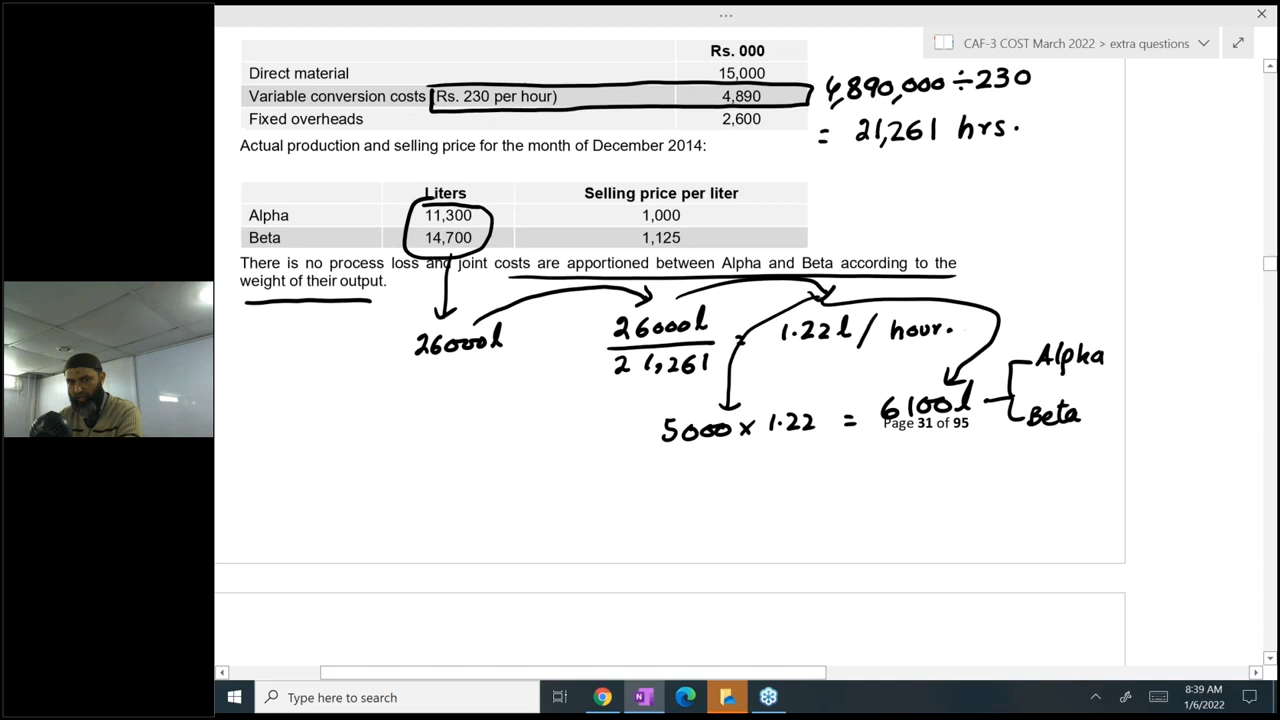 CAF-3 COST March 2022 > extra questions
Rs. 000
Direct material 15,000
Variable conversion costs (Rs. 230 per hour) 4,890
Fixed overheads 2,600
4,890,000 ÷ 230
= 21,261 hrs.
Actual production and selling price for the month of December 2014:
Liters Selling price per liter
Alpha 11,300 1,000
Beta 14,700 1,125
There is no process loss and joint costs are apportioned between Alpha and Beta according to the
weight of their output.
26000l
26000l
21,261
= 1.22l / hour.
5000 × 1.22 = 6100l
Alpha
Beta
Page 31 of 95
Type here to search
8:39 AM
1/6/2022